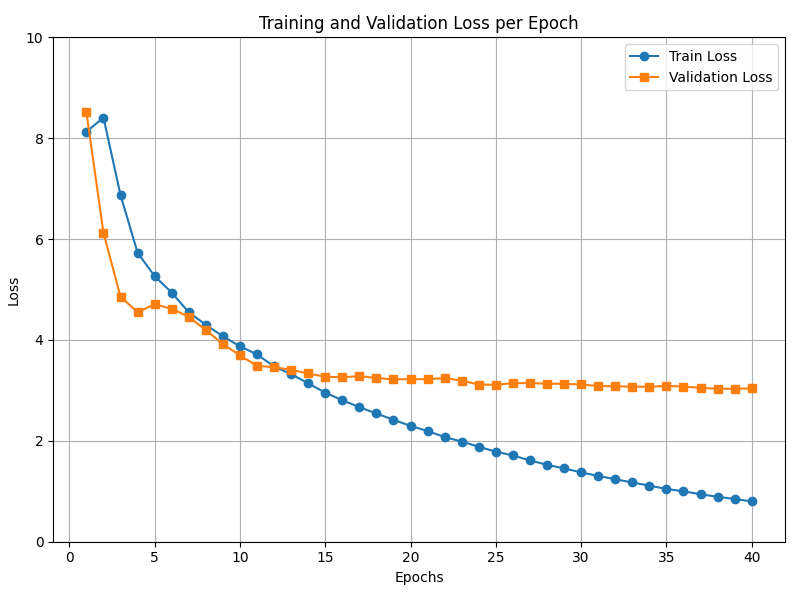 Training and Validation Loss per Epoch
Train Loss
Validation Loss
Loss
10
8
6
4
2
0
0 5 10 15 20 25 30 35 40
Epochs